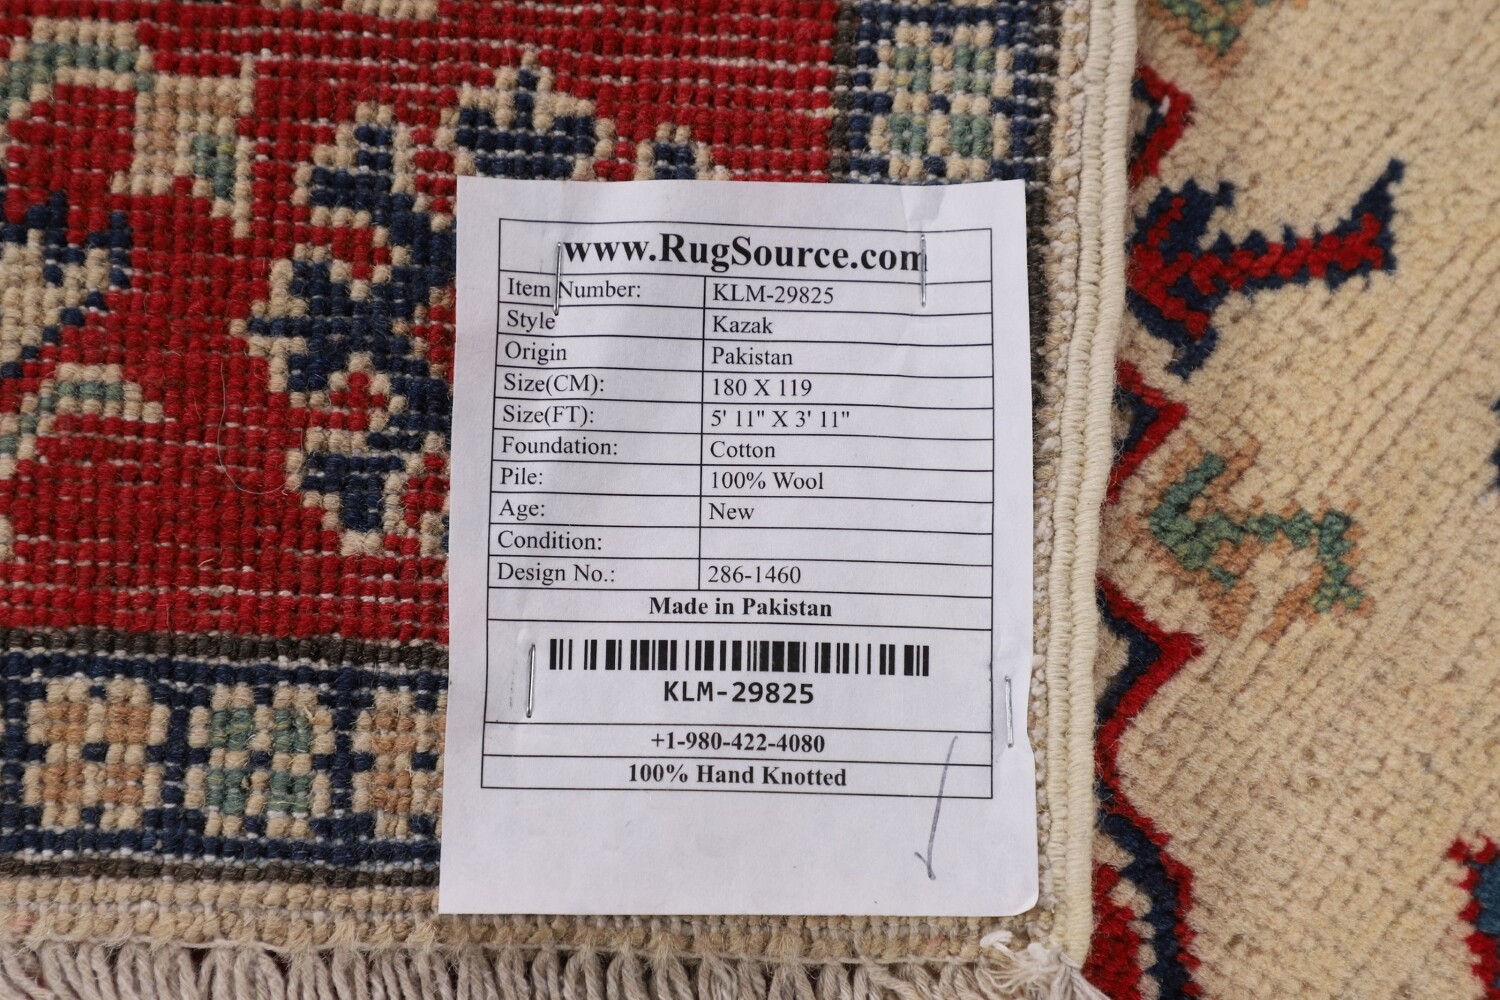 www.RugSource.com
Item Number: KLM-29825
Style Kazak
Origin Pakistan
Size(CM): 180 X 119
Size(FT): 5' 11" X 3' 11"
Foundation: Cotton
Pile: 100% Wool
Age: New
Condition:
Design No.: 286-1460
Made in Pakistan
KLM-29825
+1-980-422-4080
100% Hand Knotted